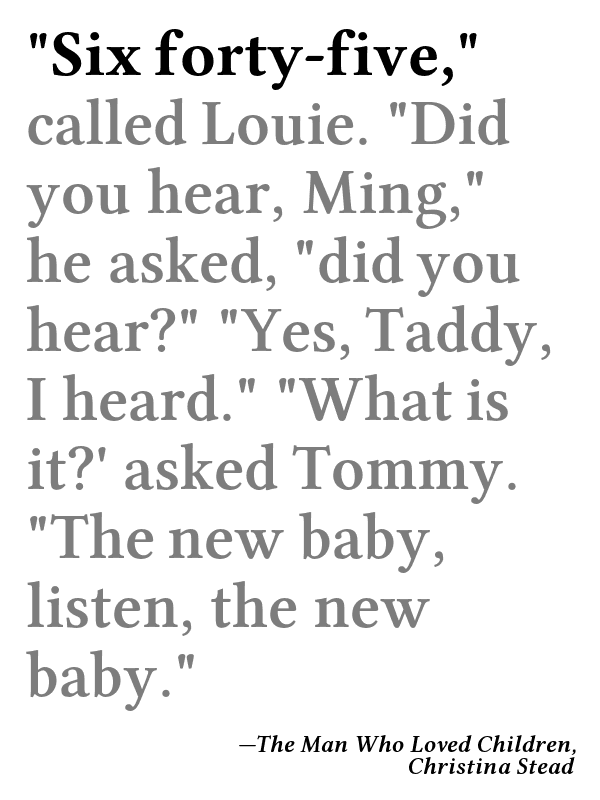 "Six forty-five,"
called Louie. "Did
you hear, Ming,"
he asked, "did you
hear?" "Yes, Taddy,
I heard." "What is
it?' asked Tommy.
"The new baby,
listen, the new
baby."
—The Man Who Loved Children,
Christina Stead